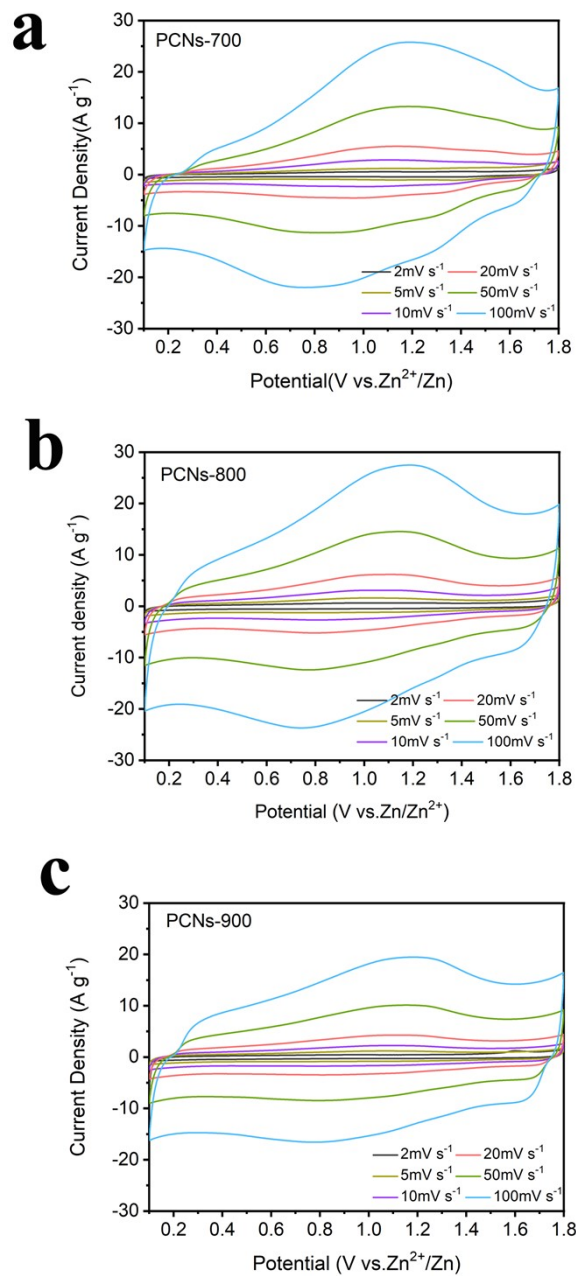 a
PCNs-700
Current Density(A g⁻¹)
30
20
10
0
-10
-20
-30
2mV s⁻¹ 20mV s⁻¹
5mV s⁻¹ 50mV s⁻¹
10mV s⁻¹ 100mV s⁻¹
0.2 0.4 0.6 0.8 1.0 1.2 1.4 1.6 1.8
Potential(V vs.Zn²⁺/Zn)
b
PCNs-800
Current density (A g⁻¹)
30
20
10
0
-10
-20
-30
2mV s⁻¹ 20mV s⁻¹
5mV s⁻¹ 50mV s⁻¹
10mV s⁻¹ 100mV s⁻¹
0.2 0.4 0.6 0.8 1.0 1.2 1.4 1.6 1.8
Potential (V vs.Zn/Zn²⁺)
c
PCNs-900
Current Density (A g⁻¹)
30
20
10
0
-10
-20
-30
2mV s⁻¹ 20mV s⁻¹
5mV s⁻¹ 50mV s⁻¹
10mV s⁻¹ 100mV s⁻¹
0.2 0.4 0.6 0.8 1.0 1.2 1.4 1.6 1.8
Potential (V vs.Zn²⁺/Zn)